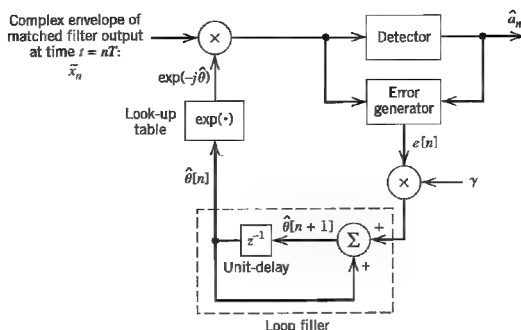 Complex envelope of
matched filter output
at time t = nT:
x̃ₙ
×
Detector
âₙ
exp(−jθ̂)
Error
generator
Look-up
table
exp(·)
e[n]
θ̂[n]
×
γ
θ̂[n + 1]
z⁻¹
Σ
+
+
Unit-delay
Loop filler